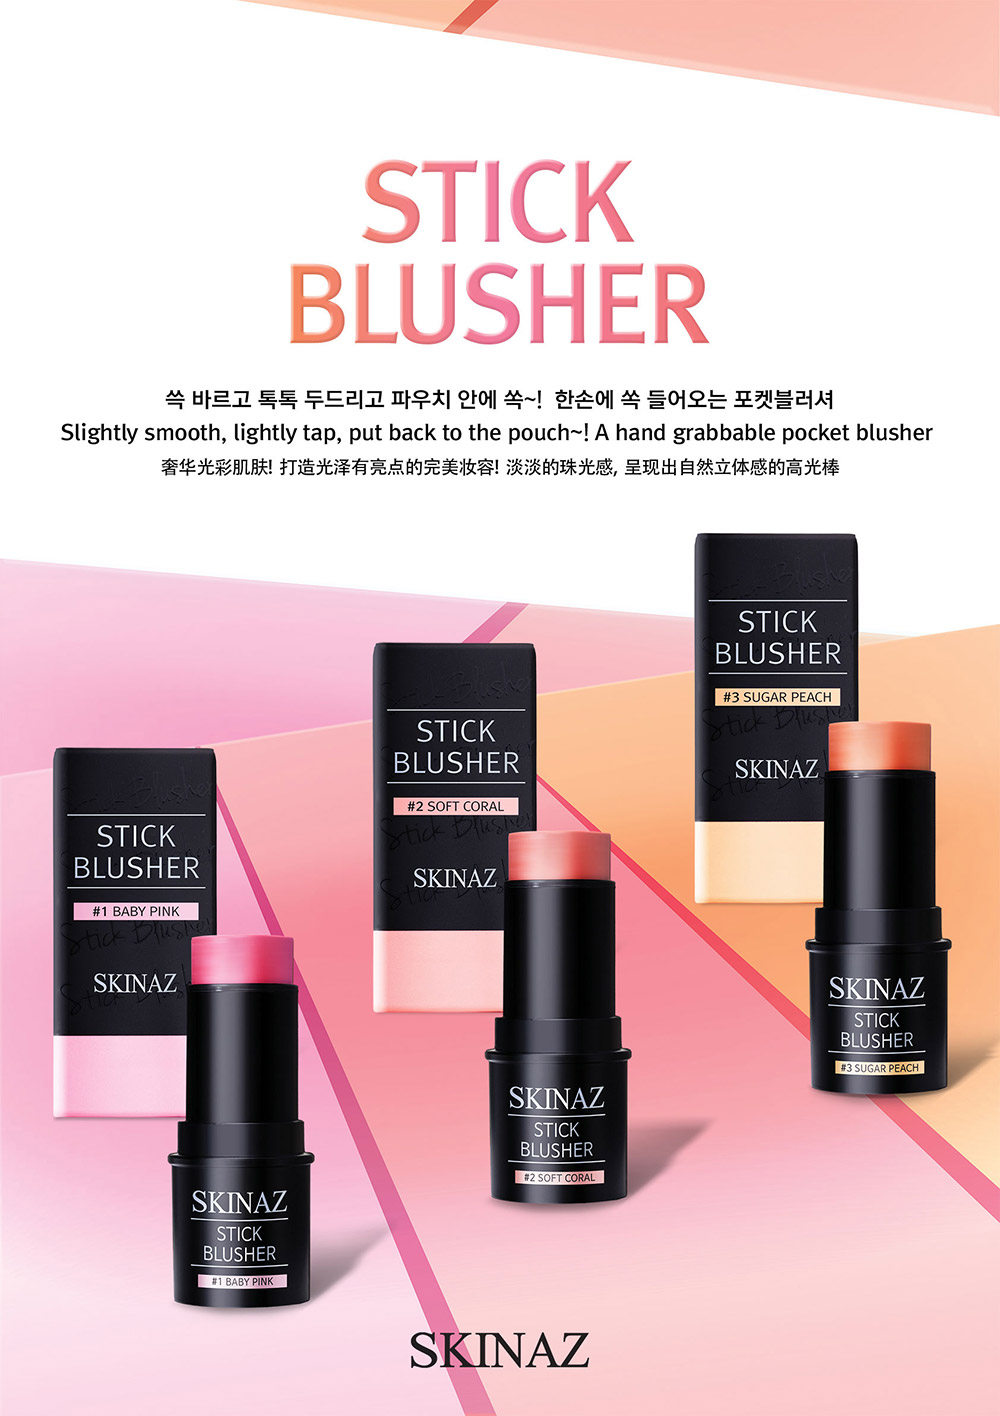 STICK
BLUSHER
쓱 바르고 톡톡 두드리고 파우치 안에 쏙~! 한손에 쏙 들어오는 포켓블러셔
Slightly smooth, lightly tap, put back to the pouch~! A hand grabbable pocket blusher
奢华光彩肌肤! 打造光泽有亮点的完美妆容! 淡淡的珠光感, 呈现出自然立体感的高光棒
STICK
BLUSHER
#1 BABY PINK
SKINAZ
SKINAZ
STICK
BLUSHER
#1 BABY PINK
STICK
BLUSHER
#2 SOFT CORAL
SKINAZ
SKINAZ
STICK
BLUSHER
#2 SOFT CORAL
STICK
BLUSHER
#3 SUGAR PEACH
SKINAZ
SKINAZ
STICK
BLUSHER
#3 SUGAR PEACH
SKINAZ